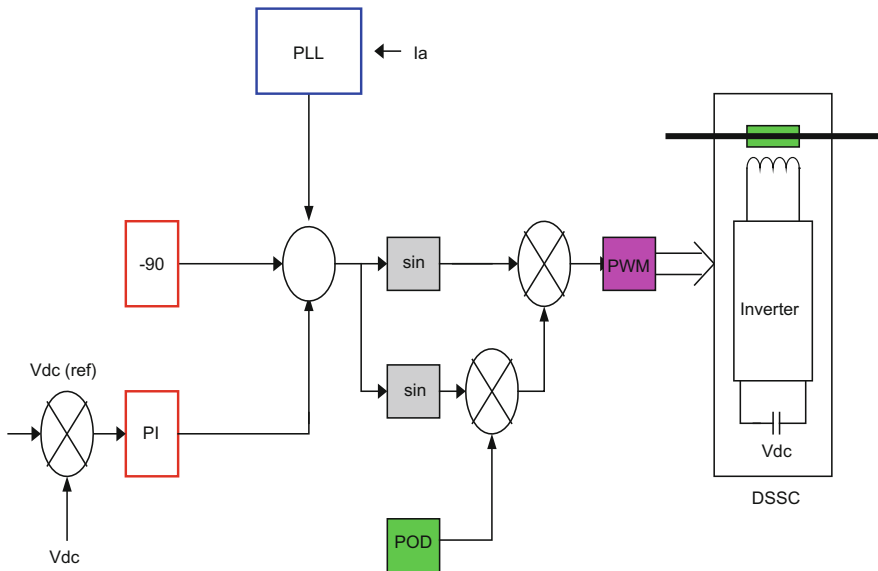 PLL
Ia
-90
sin
PWM
Inverter
Vdc (ref)
PI
sin
Vdc
DSSC
Vdc
POD